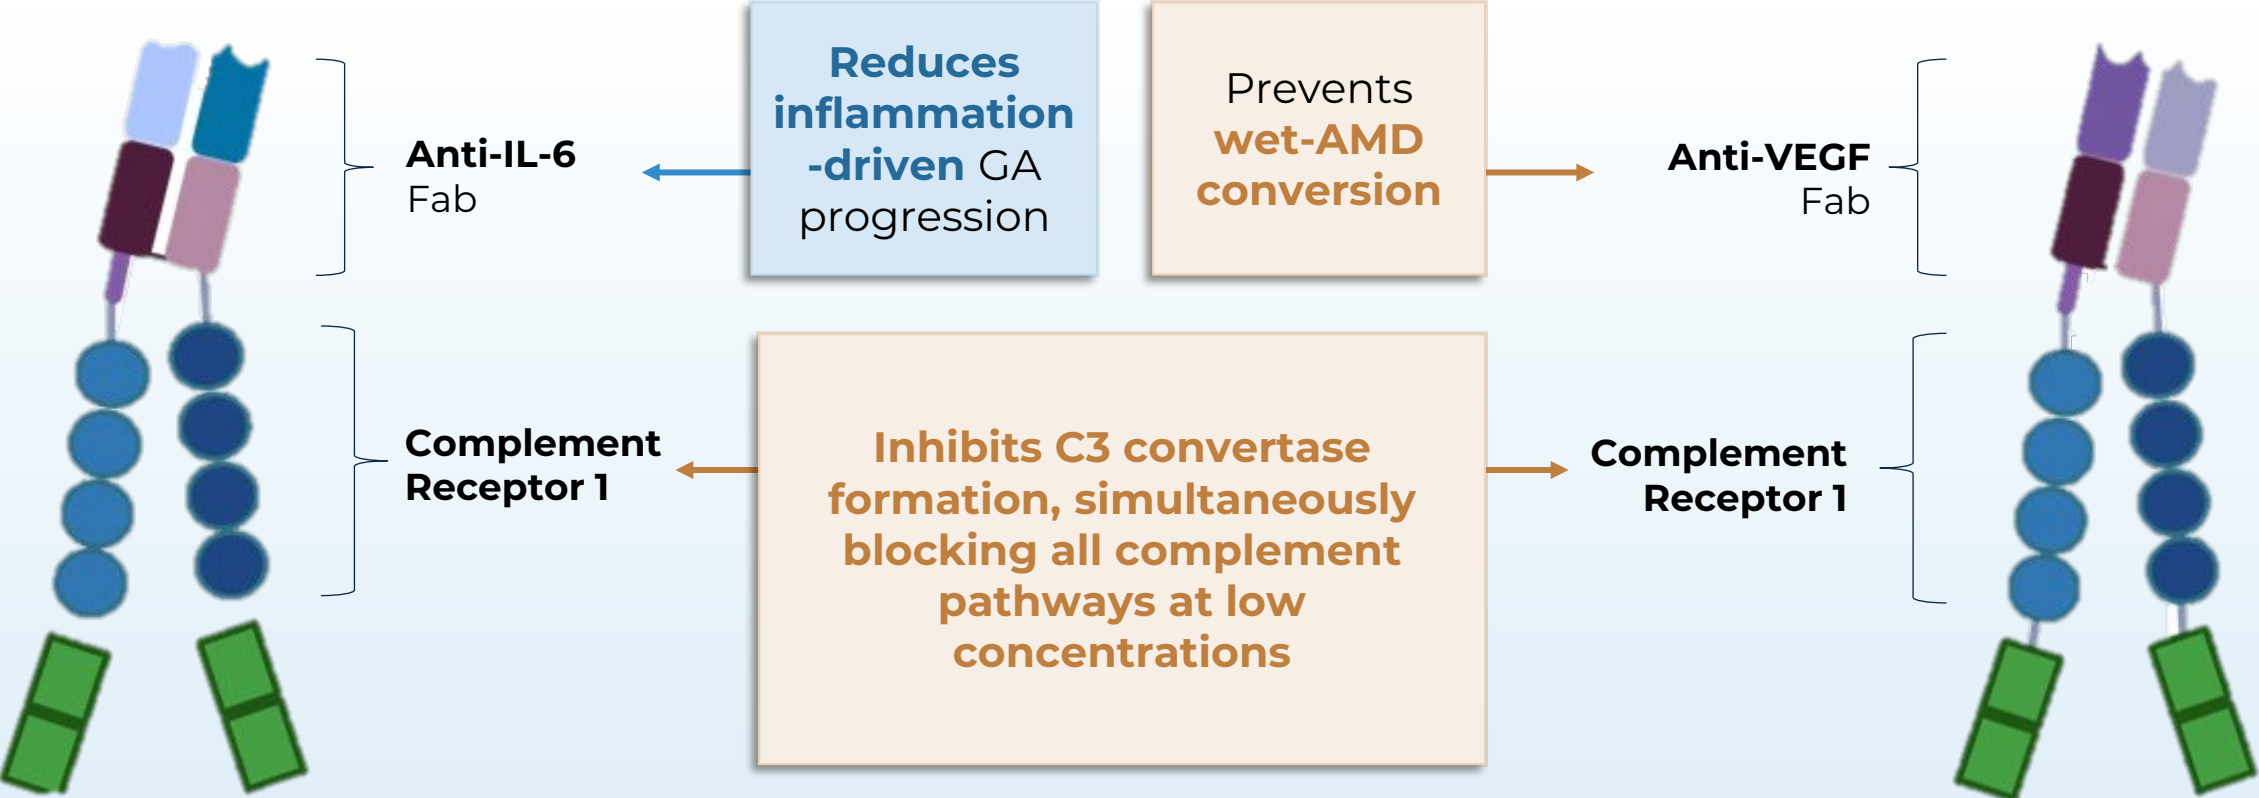 Anti-IL-6
Fab
Reduces
inflammation
-driven GA
progression
Prevents
wet-AMD
conversion
Anti-VEGF
Fab
Complement
Receptor 1
Inhibits C3 convertase
formation, simultaneously
blocking all complement
pathways at low
concentrations
Complement
Receptor 1